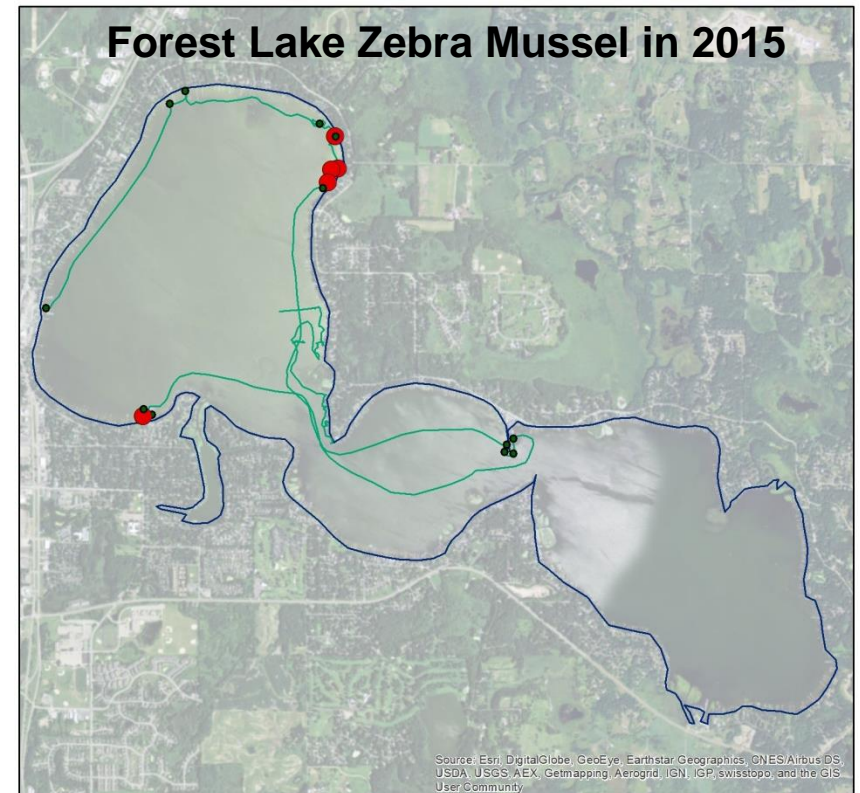 Forest Lake Zebra Mussel in 2015
Source: Esri, DigitalGlobe, GeoEye, Earthstar Geographics, CNES/Airbus DS,
USDA, USGS, AEX, Getmapping, Aerogrid, IGN, IGP, swisstopo, and the GIS
User Community